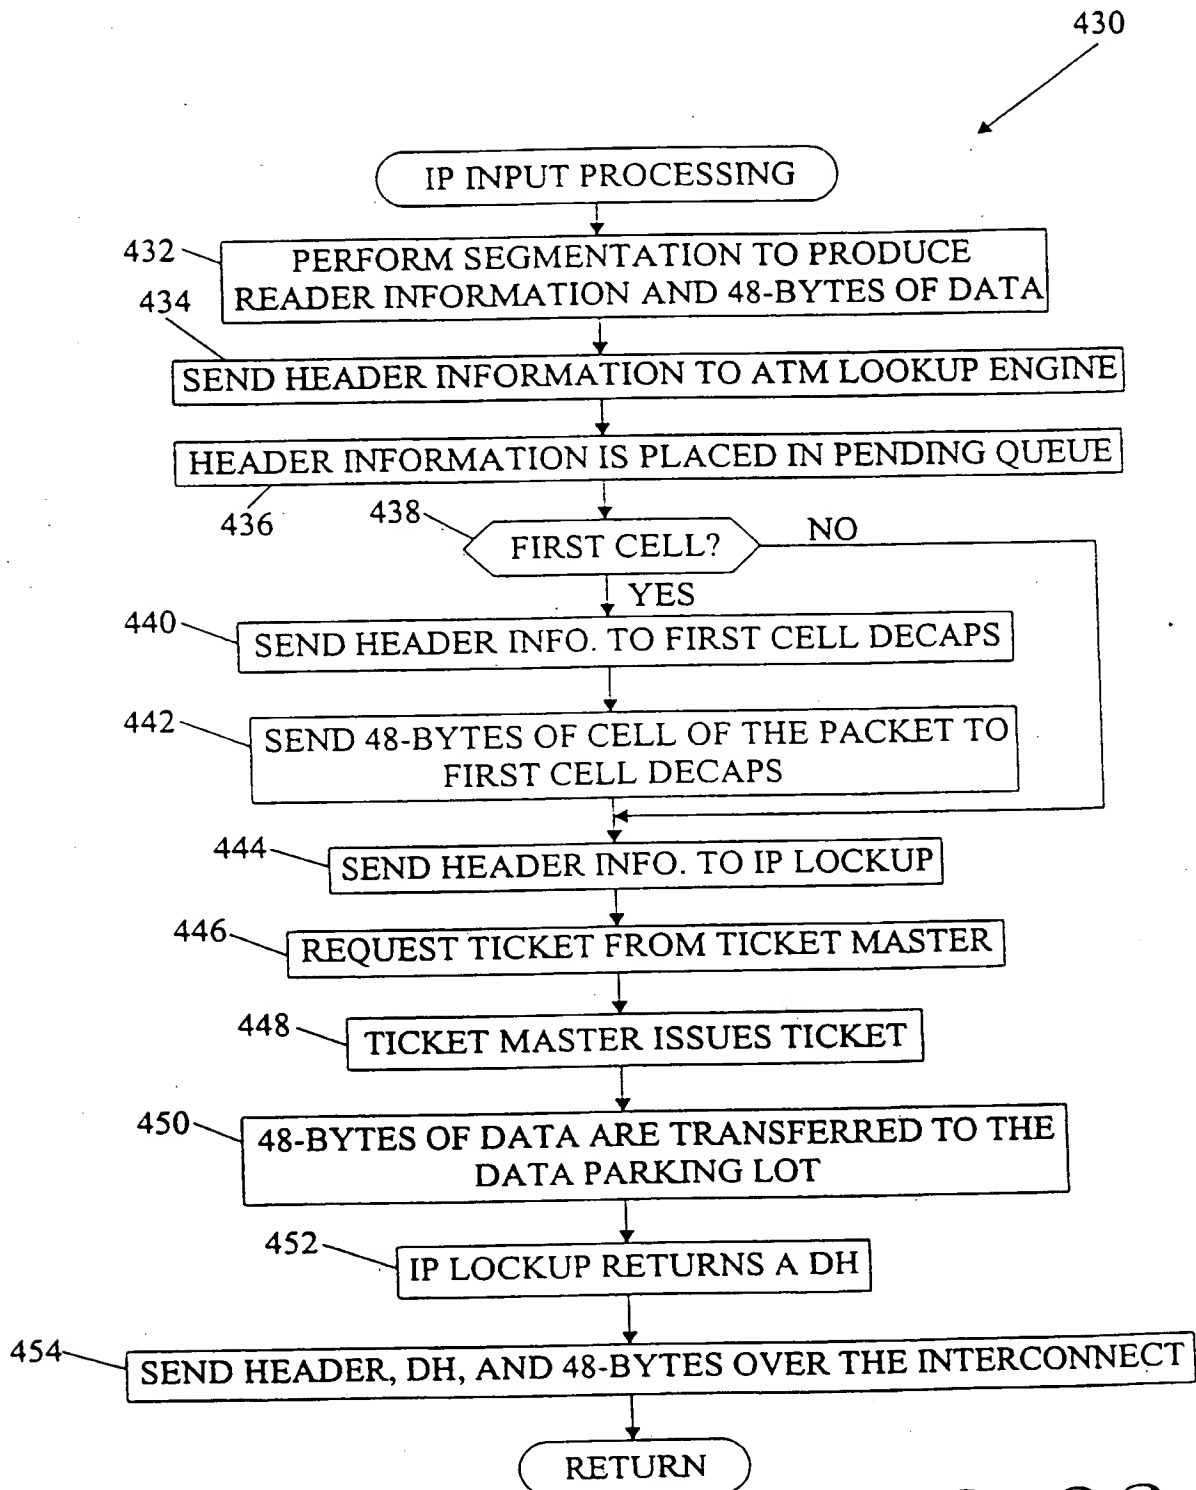 430
IP INPUT PROCESSING
432
PERFORM SEGMENTATION TO PRODUCE
READER INFORMATION AND 48-BYTES OF DATA
434
SEND HEADER INFORMATION TO ATM LOOKUP ENGINE
HEADER INFORMATION IS PLACED IN PENDING QUEUE
436
438
FIRST CELL?
NO
YES
440
SEND HEADER INFO. TO FIRST CELL DECAPS
442
SEND 48-BYTES OF CELL OF THE PACKET TO
FIRST CELL DECAPS
444
SEND HEADER INFO. TO IP LOCKUP
446
REQUEST TICKET FROM TICKET MASTER
448
TICKET MASTER ISSUES TICKET
450
48-BYTES OF DATA ARE TRANSFERRED TO THE
DATA PARKING LOT
452
IP LOCKUP RETURNS A DH
454
SEND HEADER, DH, AND 48-BYTES OVER THE INTERCONNECT
RETURN